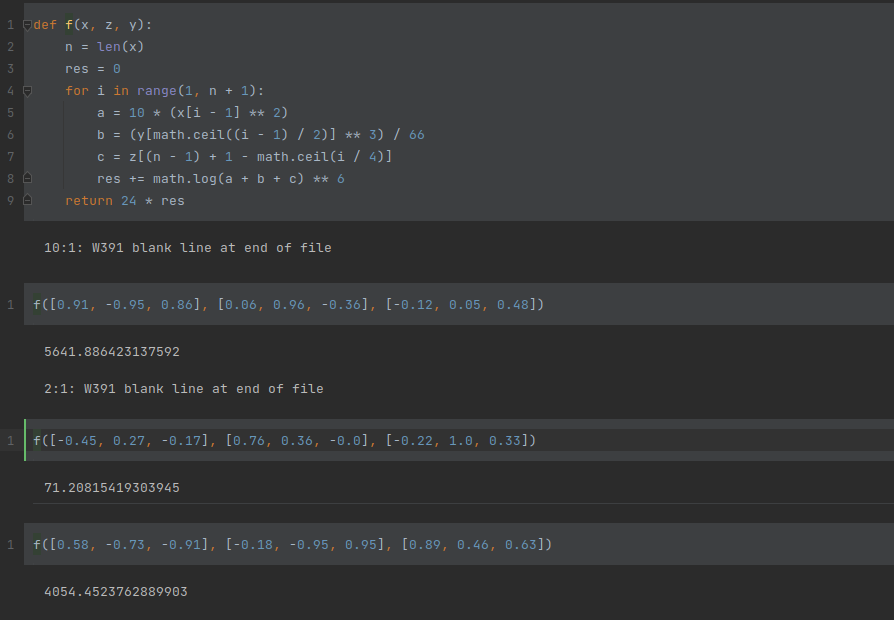 1 def f(x, z, y):
2 n = len(x)
3 res = 0
4 for i in range(1, n + 1):
5 a = 10 * (x[i - 1] ** 2)
6 b = (y[math.ceil((i - 1) / 2)] ** 3) / 66
7 c = z[(n - 1) + 1 - math.ceil(i / 4)]
8 res += math.log(a + b + c) ** 6
9 return 24 * res
10:1: W391 blank line at end of file
1 f([0.91, -0.95, 0.86], [0.06, 0.96, -0.36], [-0.12, 0.05, 0.48])
5641.886423137592
2:1: W391 blank line at end of file
1 f([-0.45, 0.27, -0.17], [0.76, 0.36, -0.0], [-0.22, 1.0, 0.33])
71.20815419303945
1 f([0.58, -0.73, -0.91], [-0.18, -0.95, 0.95], [0.89, 0.46, 0.63])
4054.4523762889903